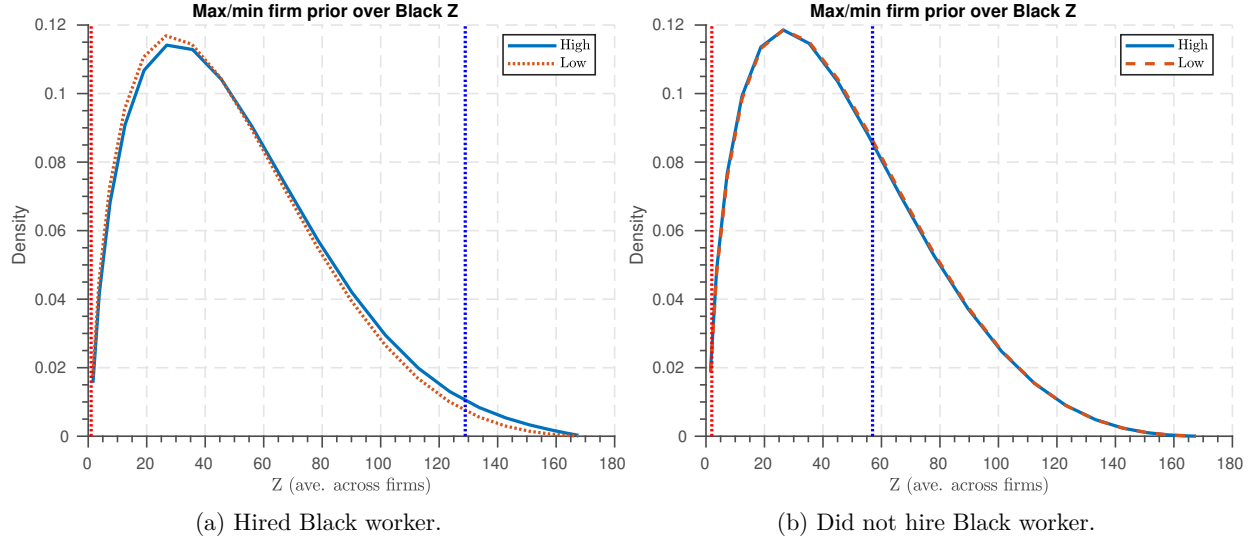 Max/min firm prior over Black Z
High
Low
Density
0.12
0.1
0.08
0.06
0.04
0.02
0
0 20 40 60 80 100 120 140 160 180
Z (ave. across firms)
(a) Hired Black worker.
Max/min firm prior over Black Z
High
Low
Density
0.12
0.1
0.08
0.06
0.04
0.02
0
0 20 40 60 80 100 120 140 160 180
Z (ave. across firms)
(b) Did not hire Black worker.